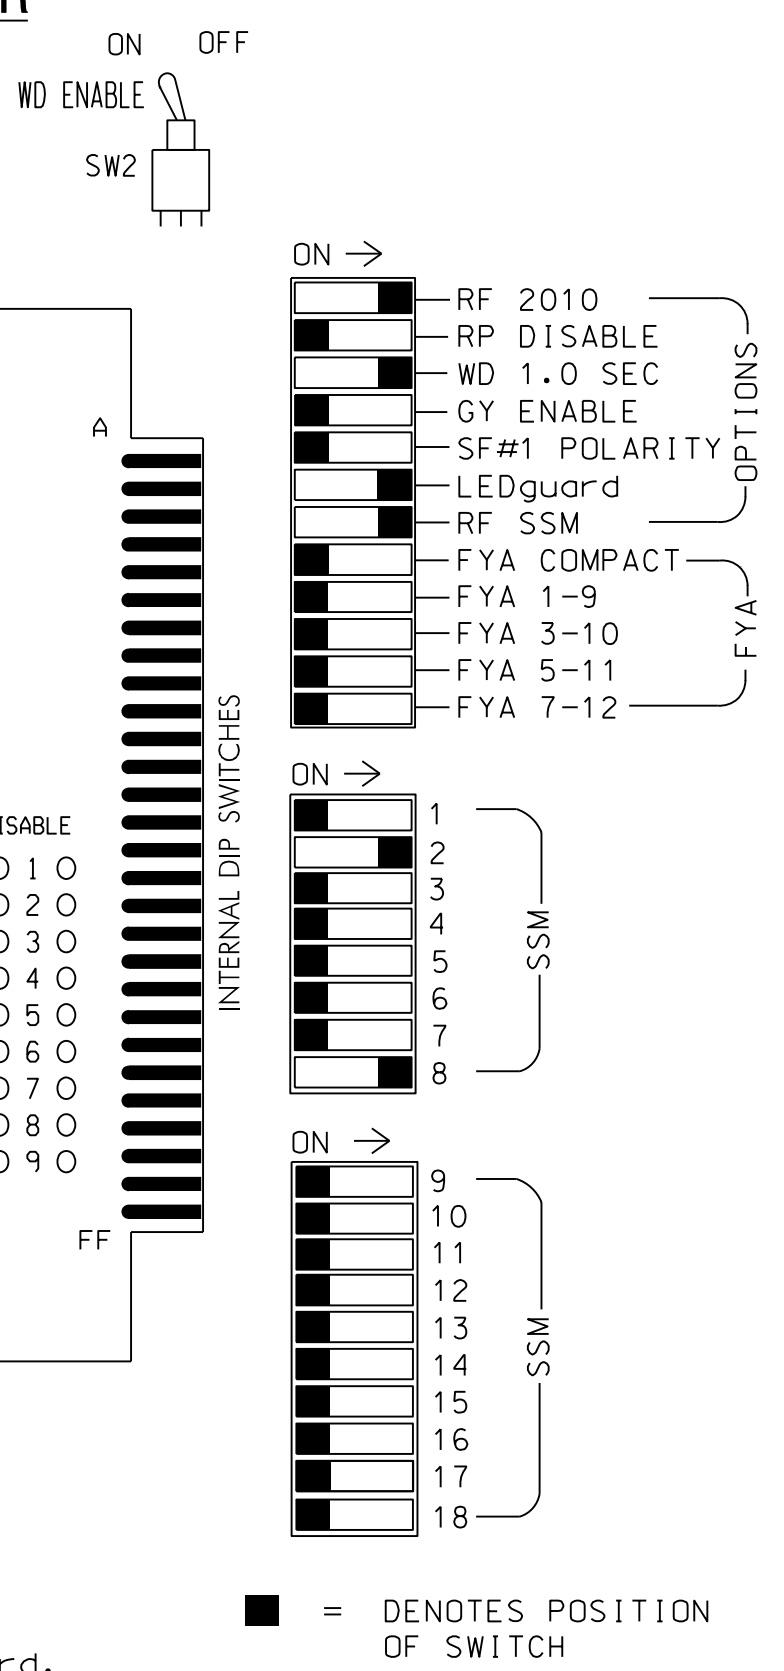 ON OFF
WD ENABLE
SW2
ON
RF 2010
RP DISABLE
WD 1.0 SEC
GY ENABLE
SF#1 POLARITY
LEDguard
RF SSM
OPTIONS
FYA COMPACT
FYA 1-9
FYA 3-10
FYA 5-11
FYA 7-12
FYA
A
FF
INTERNAL DIP SWITCHES
ISABLE
1
2
3
4
5
6
7
8
9
ON
1
2
3
4
5
6
7
8
SSM
ON
9
10
11
12
13
14
15
16
17
18
SSM
= DENOTES POSITION
OF SWITCH
rd.